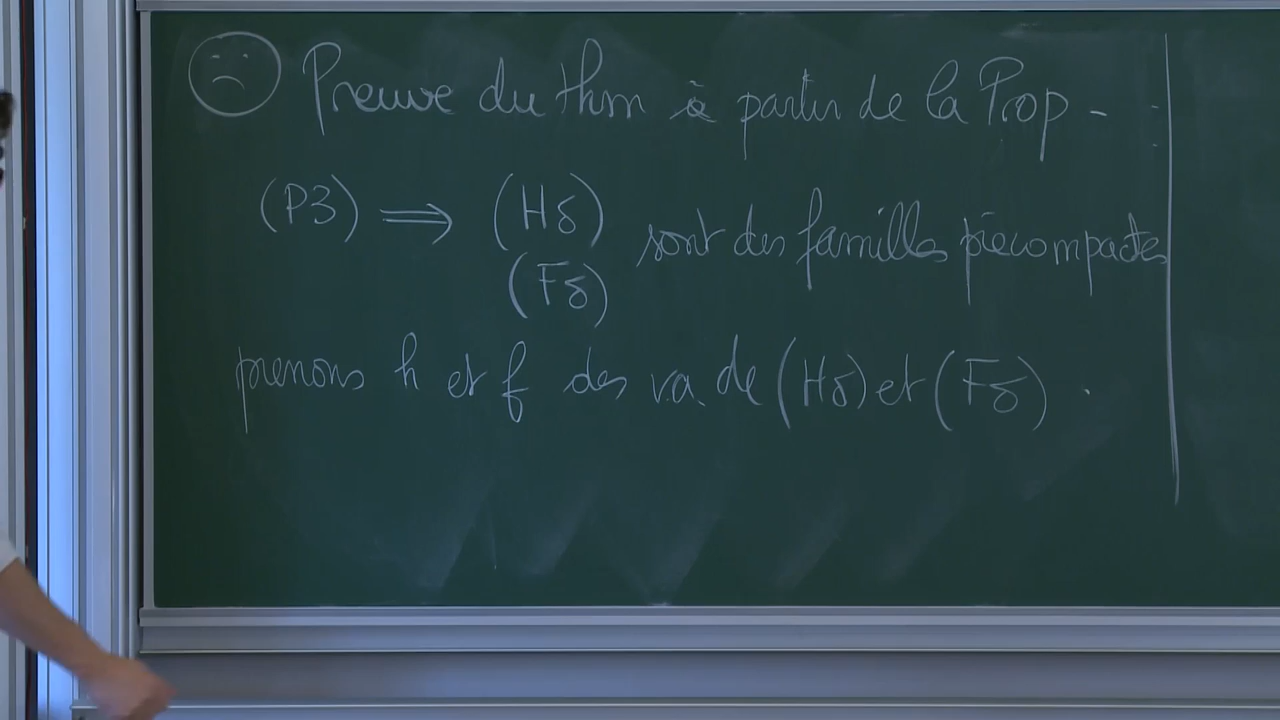 Preuve du thm à partir de la Prop -
(P3) ⟹ (Hδ) sont des familles précompactes
(Fδ)
prenons h et f des v.a. de (Hδ) et (Fδ).